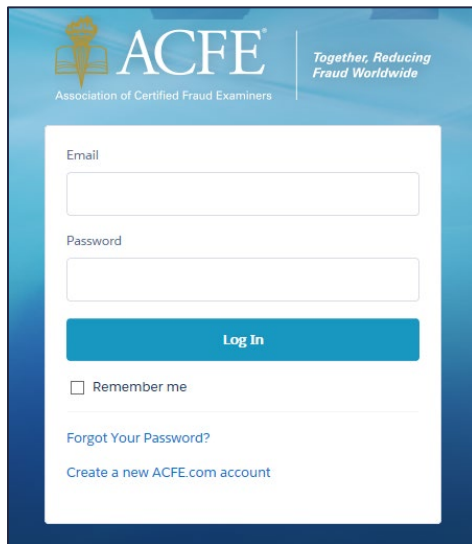 ACFE®
Together, Reducing
Fraud Worldwide
Association of Certified Fraud Examiners
Email
Password
Log In
Remember me
Forgot Your Password?
Create a new ACFE.com account